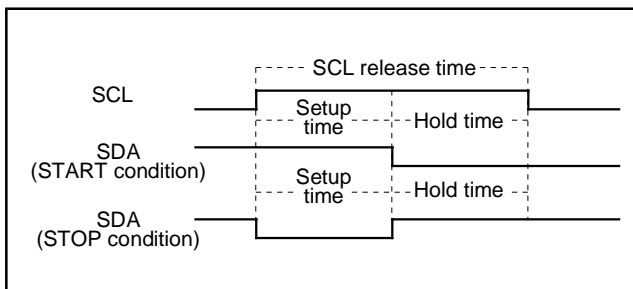 SCL release time
SCL
Setup
time
Hold time
SDA
(START condition)
Setup
time
Hold time
SDA
(STOP condition)